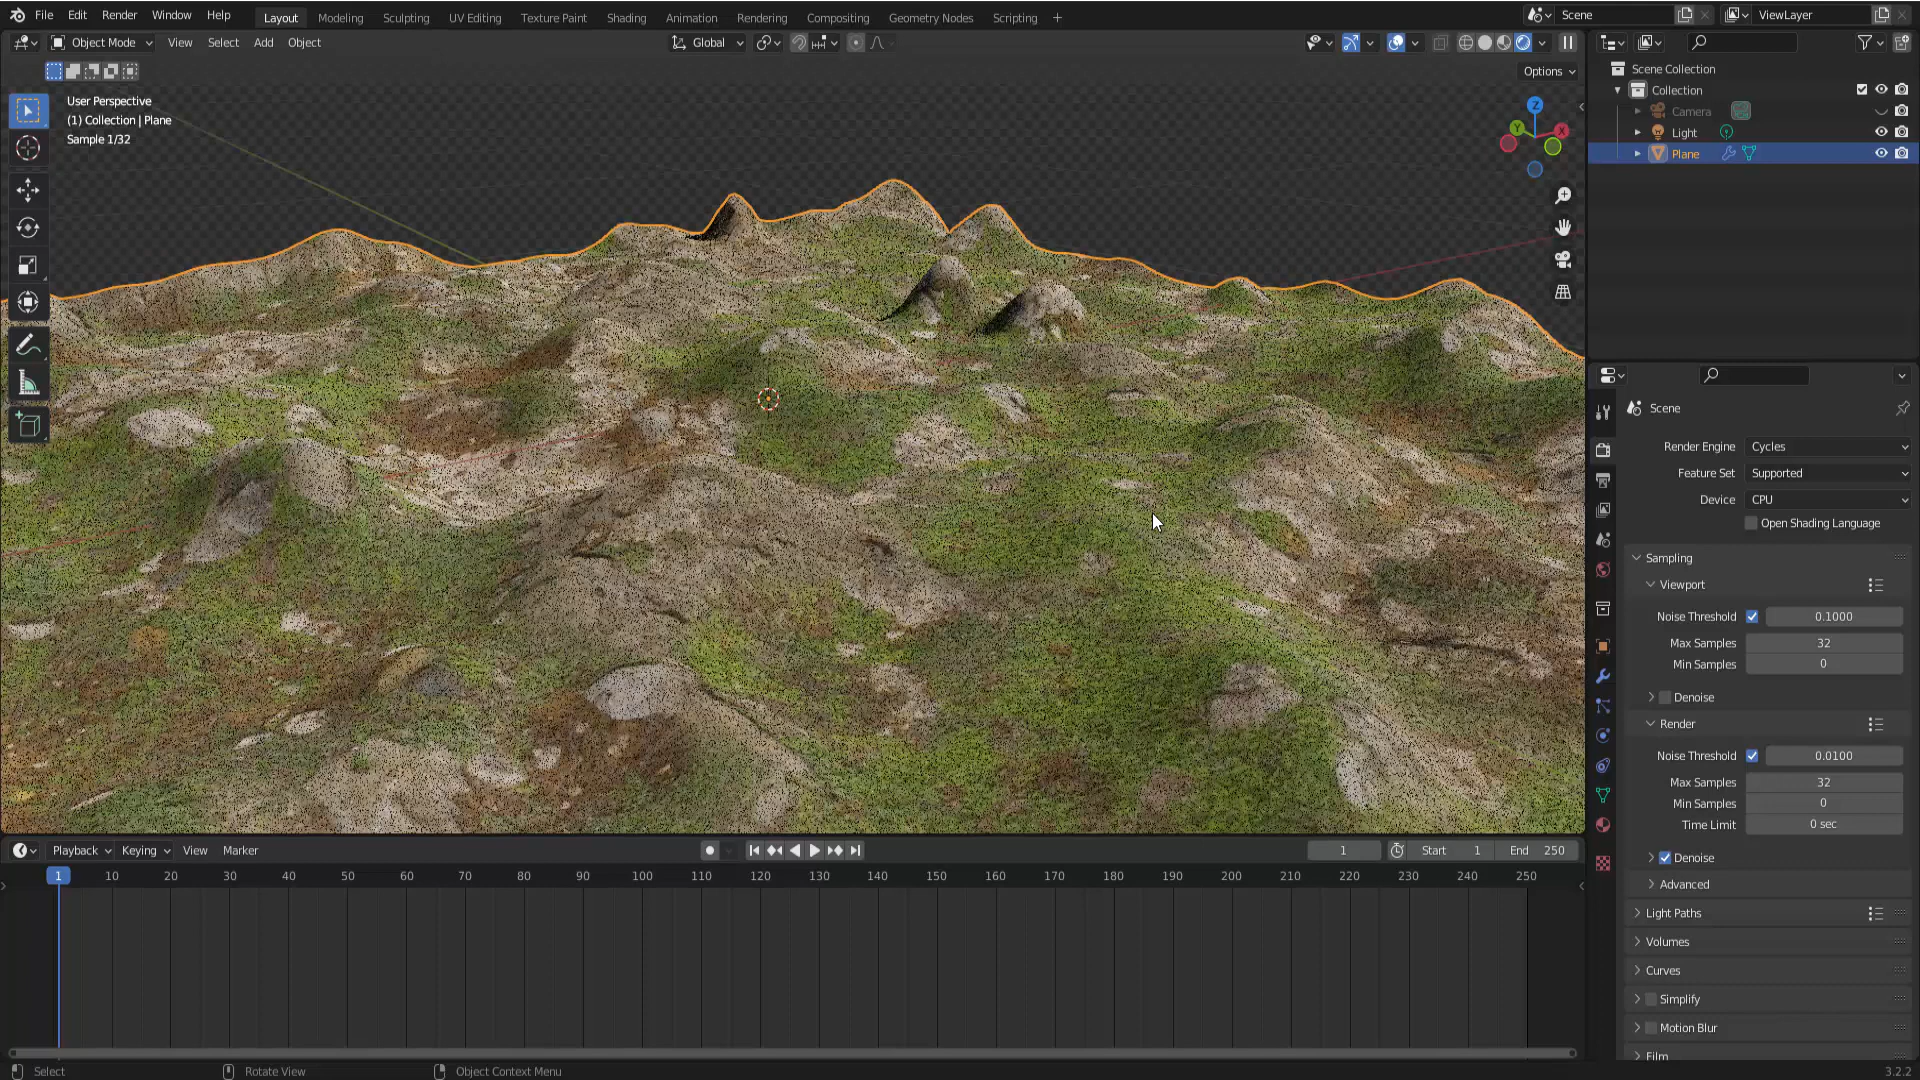 File Edit Render Window Help Layout Modeling Sculpting UV Editing Texture Paint Shading Animation Rendering Compositing Geometry Nodes Scripting + Scene ViewLayer
Object Mode View Select Add Object Global
Options
User Perspective
(1) Collection | Plane
Sample 1/32
Z
Y
X
Scene Collection
Collection
Camera
Light
Plane
Scene
Render Engine Cycles
Feature Set Supported
Device CPU
Open Shading Language
Sampling
Viewport
Noise Threshold 0.1000
Max Samples 32
Min Samples 0
Denoise
Render
Noise Threshold 0.0100
Max Samples 32
Min Samples 0
Time Limit 0 sec
Denoise
Advanced
Light Paths
Volumes
Curves
Simplify
Motion Blur
Film
Playback Keying View Marker 1 Start 1 End 250
1 10 20 30 40 50 60 70 80 90 100 110 120 130 140 150 160 170 180 190 200 210 220 230 240 250
Select Rotate View Object Context Menu 3.2.2